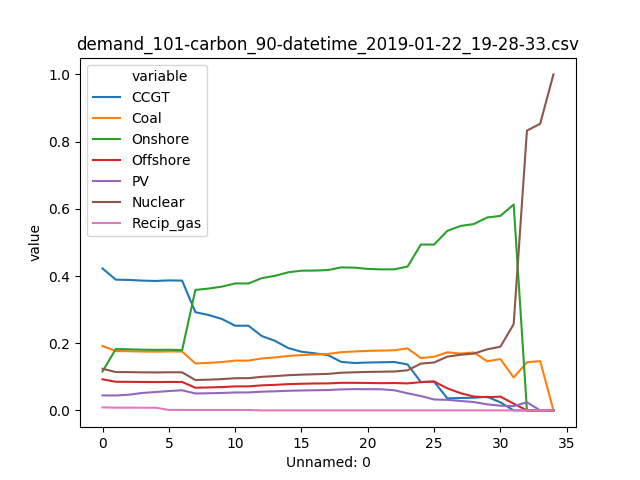 demand_101-carbon_90-datetime_2019-01-22_19-28-33.csv
variable
CCGT
Coal
Onshore
Offshore
PV
Nuclear
Recip_gas
value
1.0
0.8
0.6
0.4
0.2
0.0
0 5 10 15 20 25 30 35
Unnamed: 0